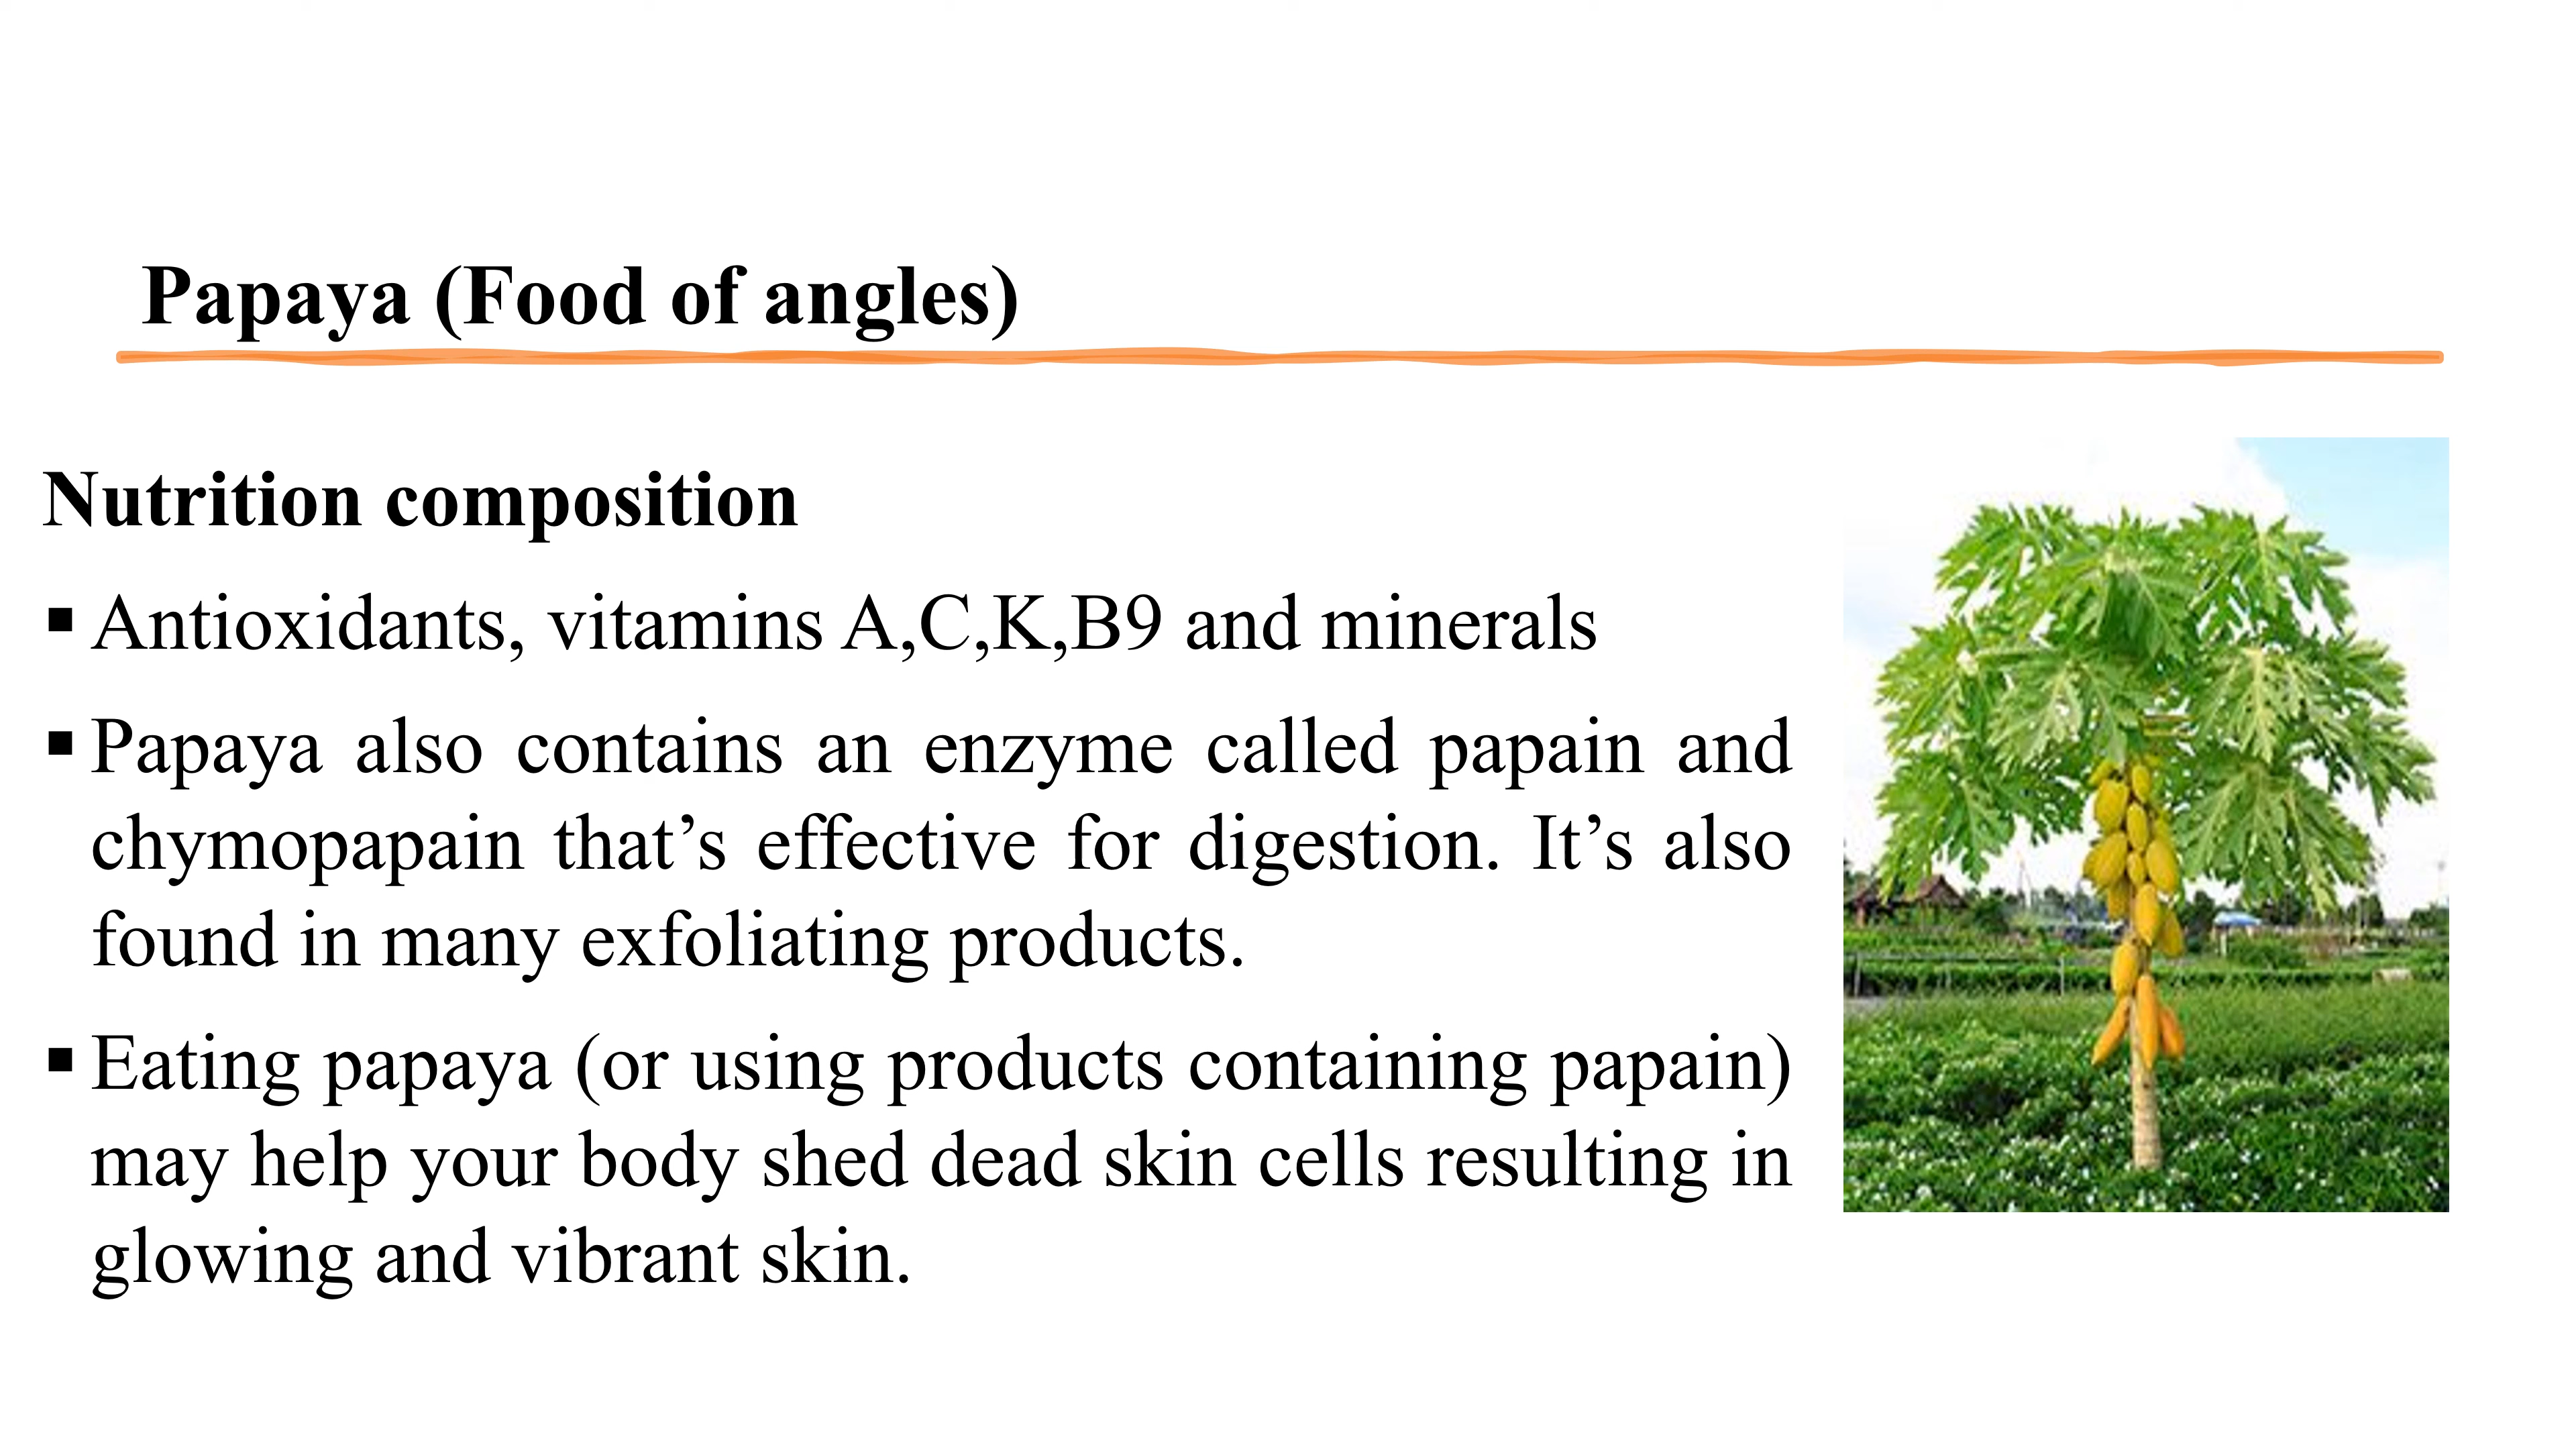 Papaya (Food of angles)
Nutrition composition
▪ Antioxidants, vitamins A,C,K,B9 and minerals
▪ Papaya also contains an enzyme called papain and
chymopapain that’s effective for digestion. It’s also
found in many exfoliating products.
▪ Eating papaya (or using products containing papain)
may help your body shed dead skin cells resulting in
glowing and vibrant skin.